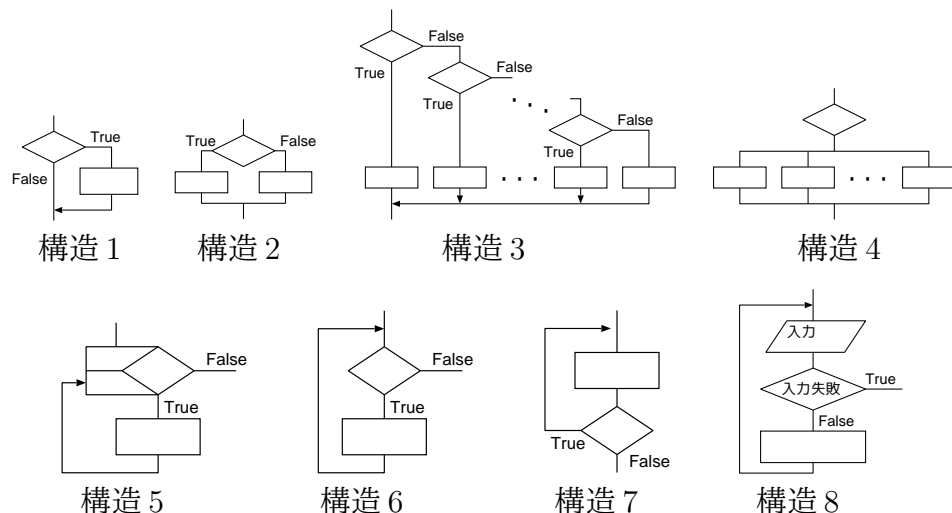 False
True
False
True
・・・
False
True
True
False
True
False
・・・
・・・
構造 1
構造 2
構造 3
構造 4
False
True
構造 5
False
True
構造 6
True
False
構造 7
入力
入力失敗
True
False
構造 8